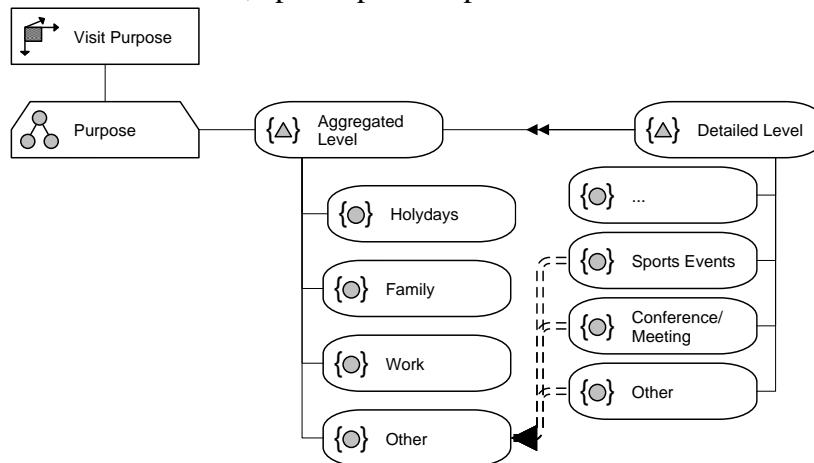 Visit Purpose
Purpose
Aggregated
Level
Detailed Level
Holydays
Family
Work
Other
...
Sports Events
Conference/
Meeting
Other